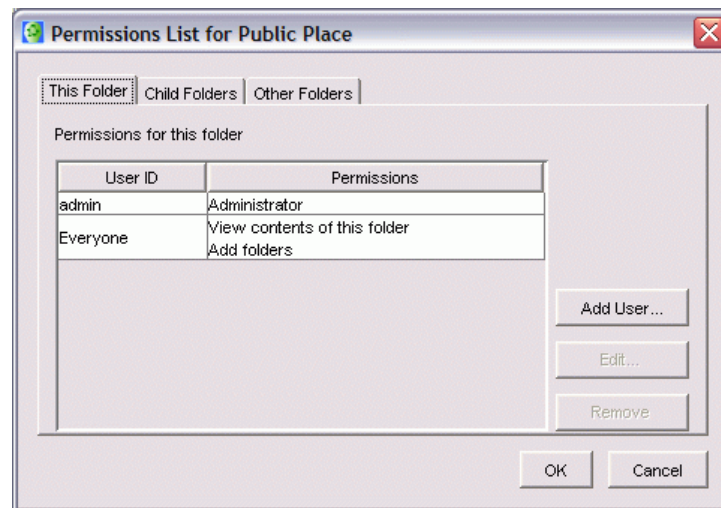 Permissions List for Public Place
This Folder Child Folders Other Folders
Permissions for this folder
User ID Permissions
admin Administrator
Everyone View contents of this folder
Add folders
Add User...
Edit...
Remove
OK Cancel